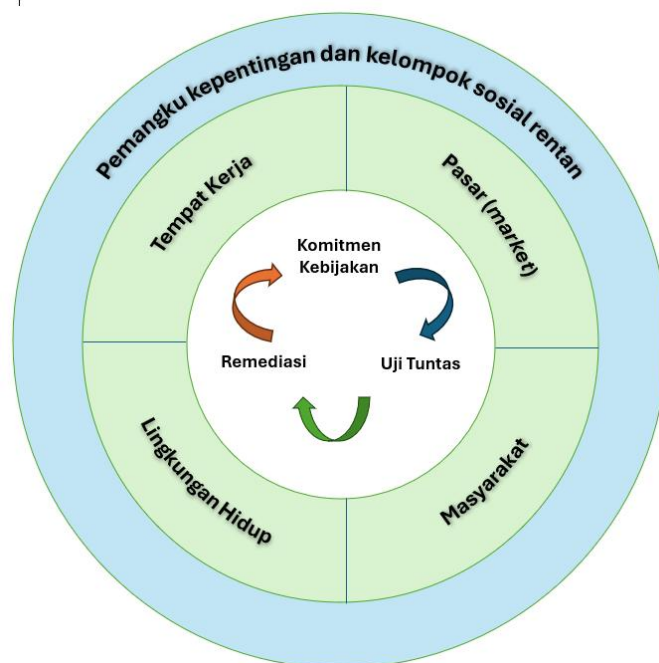 Pemangku kepentingan dan kelompok sosial rentan
Tempat Kerja
Pasar (market)
Komitmen
Kebijakan
Remediasi
Uji Tuntas
Lingkungan Hidup
Masyarakat